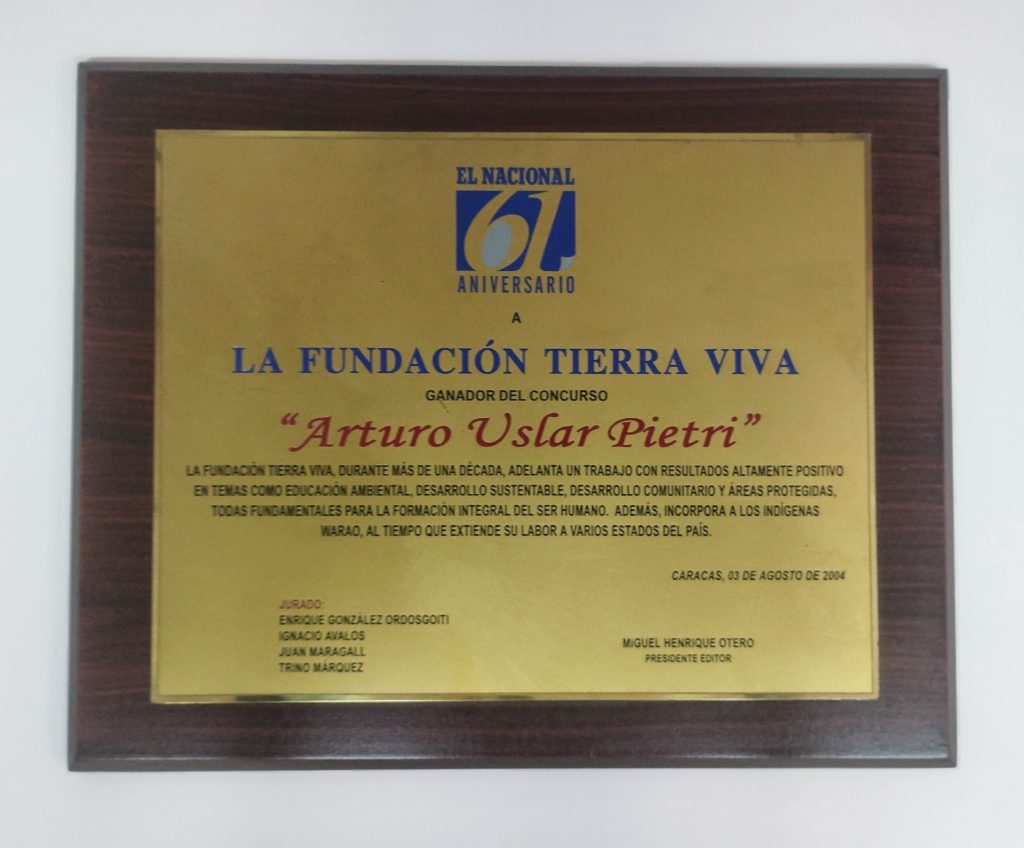 EL NACIONAL
61
ANIVERSARIO
A
LA FUNDACIÓN TIERRA VIVA
GANADOR DEL CONCURSO
“Arturo Uslar Pietri”
LA FUNDACIÓN TIERRA VIVA, DURANTE MÁS DE UNA DÉCADA, ADELANTA UN TRABAJO CON RESULTADOS ALTAMENTE POSITIVO
EN TEMAS COMO EDUCACIÓN AMBIENTAL, DESARROLLO SUSTENTABLE, DESARROLLO COMUNITARIO Y ÁREAS PROTEGIDAS,
TODAS FUNDAMENTALES PARA LA FORMACIÓN INTEGRAL DEL SER HUMANO. ADEMÁS, INCORPORA A LOS INDÍGENAS
WARAO, AL TIEMPO QUE EXTIENDE SU LABOR A VARIOS ESTADOS DEL PAÍS.
CARACAS, 03 DE AGOSTO DE 2004
JURADO:
ENRIQUE GONZÁLEZ ORDOSGOITI
IGNACIO AVALOS
JUAN MARAGALL
TRINO MÁRQUEZ
MIGUEL HENRIQUE OTERO
PRESIDENTE EDITOR